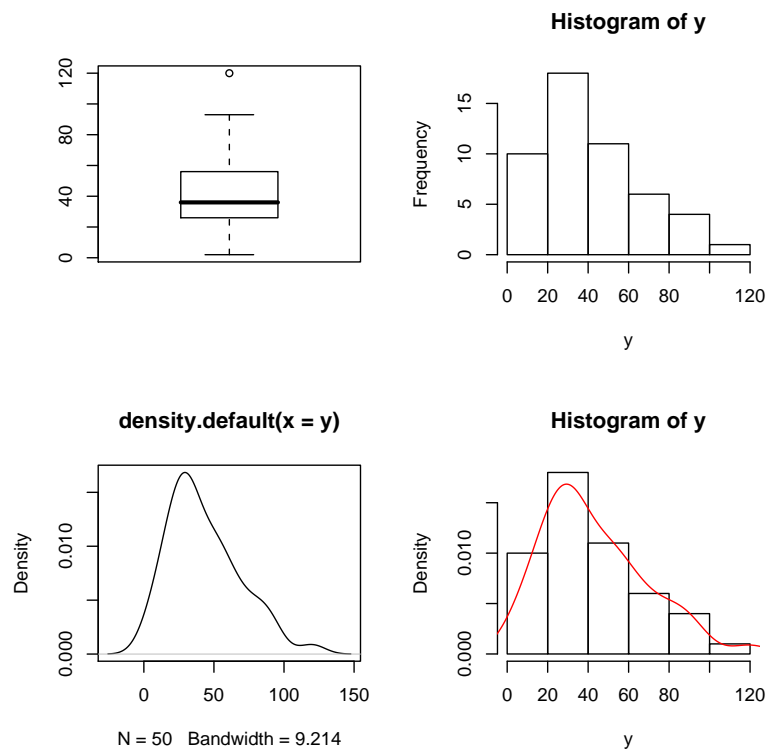 120
80
40
0
Histogram of y
Frequency
15
10
5
0
0 20 40 60 80 120
y
density.default(x = y)
Density
0.010
0.000
0 50 100 150
N = 50 Bandwidth = 9.214
Histogram of y
Density
0.010
0.000
0 20 40 60 80 120
y